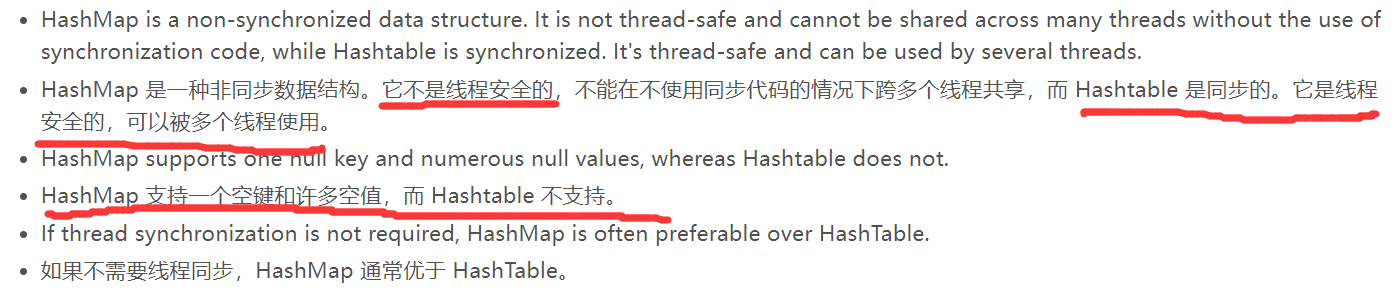 HashMap is a non-synchronized data structure. It is not thread-safe and cannot be shared across many threads without the use of
synchronization code, while Hashtable is synchronized. It's thread-safe and can be used by several threads.
HashMap 是一种非同步数据结构。它不是线程安全的，不能在不使用同步代码的情况下跨多个线程共享，而 Hashtable 是同步的。它是线程
安全的，可以被多个线程使用。
HashMap supports one null key and numerous null values, whereas Hashtable does not.
HashMap 支持一个空键和许多空值，而 Hashtable 不支持。
If thread synchronization is not required, HashMap is often preferable over HashTable.
如果不需要线程同步，HashMap 通常优于 HashTable。